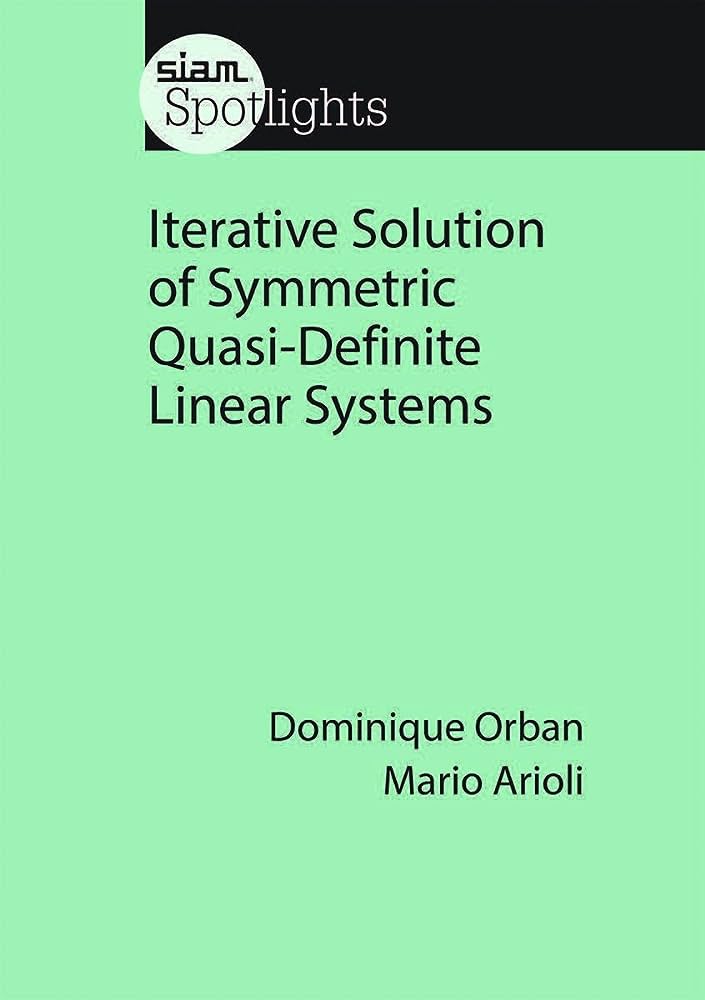 siam
Spotlights
Iterative Solution
of Symmetric
Quasi-Definite
Linear Systems
Dominique Orban
Mario Arioli